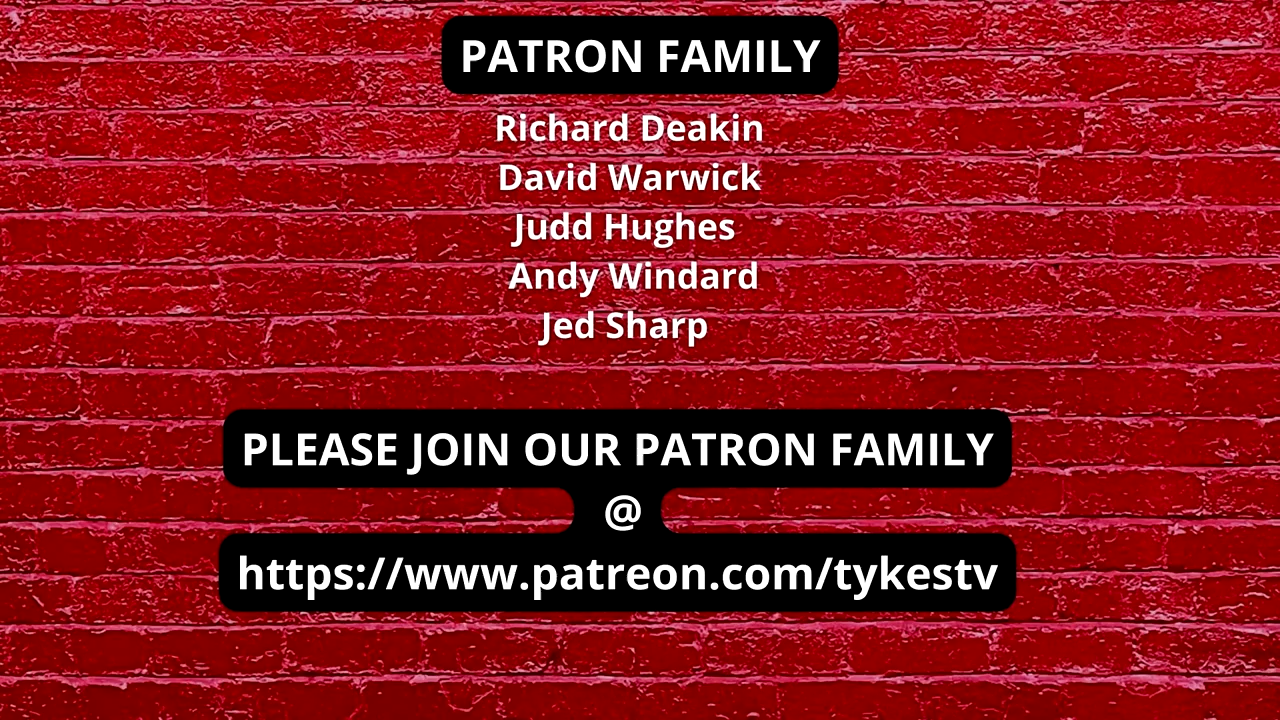 PATRON FAMILY
Richard Deakin
David Warwick
Judd Hughes
Andy Windard
Jed Sharp
PLEASE JOIN OUR PATRON FAMILY
@
https://www.patreon.com/tykestv